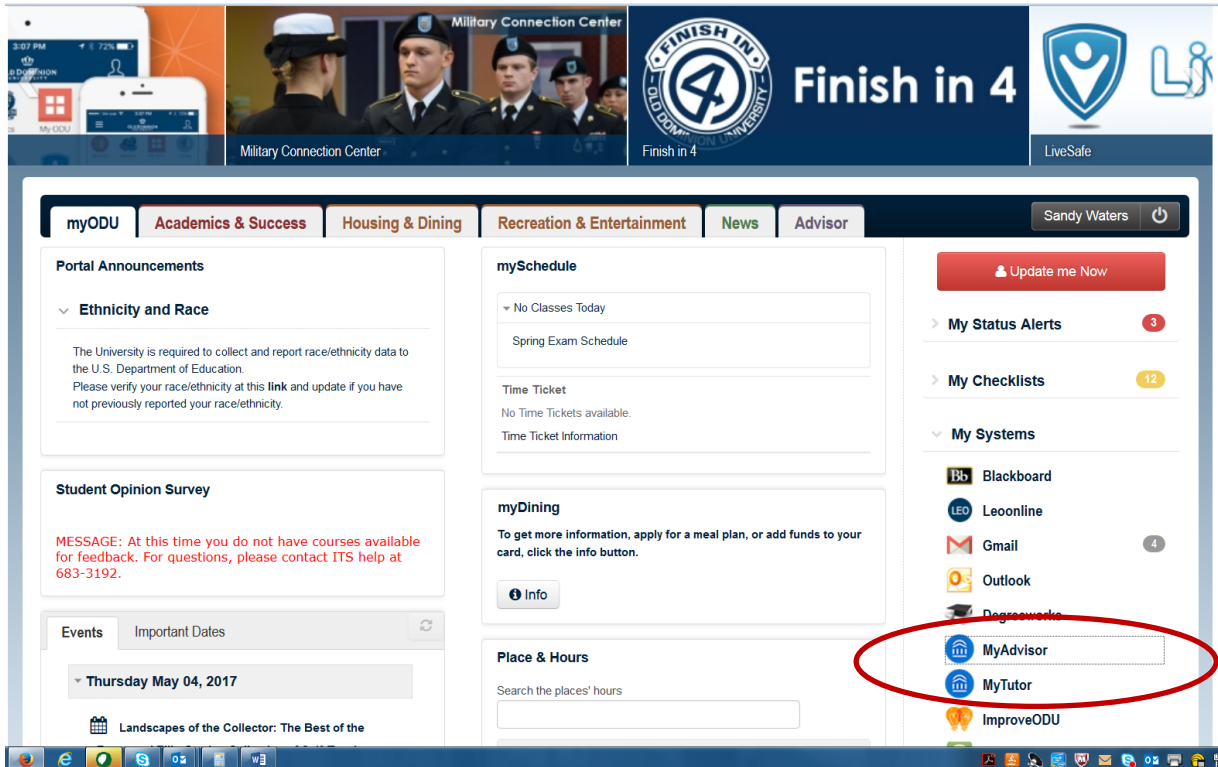 3:07 PM
72%
My ODU
3:07 PM
Military Connection Center
Military Connection Center
FINISH IN
4
OLD DOMINION UNIVERSITY
Finish in 4
Finish in 4
LiveSafe
myODU
Academics & Success
Housing & Dining
Recreation & Entertainment
News
Advisor
Sandy Waters
Portal Announcements
Ethnicity and Race
The University is required to collect and report race/ethnicity data to
the U.S. Department of Education.
Please verify your race/ethnicity at this link and update if you have
not previously reported your race/ethnicity.
Student Opinion Survey
MESSAGE: At this time you do not have courses available
for feedback. For questions, please contact ITS help at
683-3192.
Events
Important Dates
Thursday May 04, 2017
Landscapes of the Collector: The Best of the
mySchedule
No Classes Today
Spring Exam Schedule
Time Ticket
No Time Tickets available.
Time Ticket Information
myDining
To get more information, apply for a meal plan, or add funds to your
card, click the info button.
Info
Place & Hours
Search the places' hours
Update me Now
My Status Alerts
3
My Checklists
12
My Systems
Bb Blackboard
LEO Leoonline
Gmail
4
Outlook
Degreeworks
MyAdvisor
MyTutor
ImproveODU